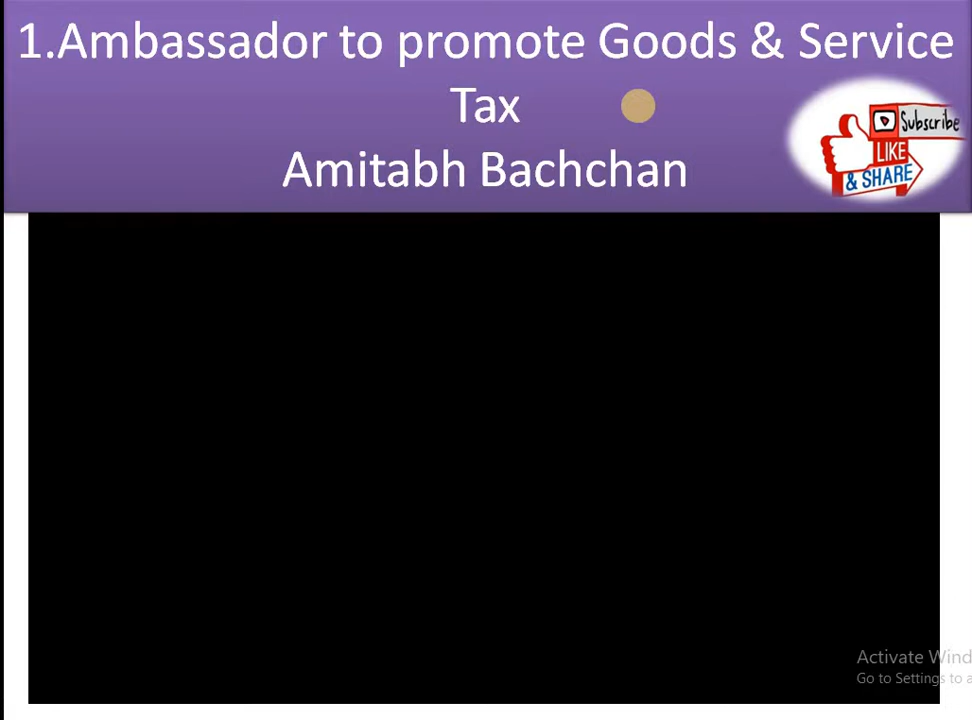 1.Ambassador to promote Goods & Service
Tax
Amitabh Bachchan
Subscribe
LIKE
& SHARE
Activate Wind
Go to Settings to a